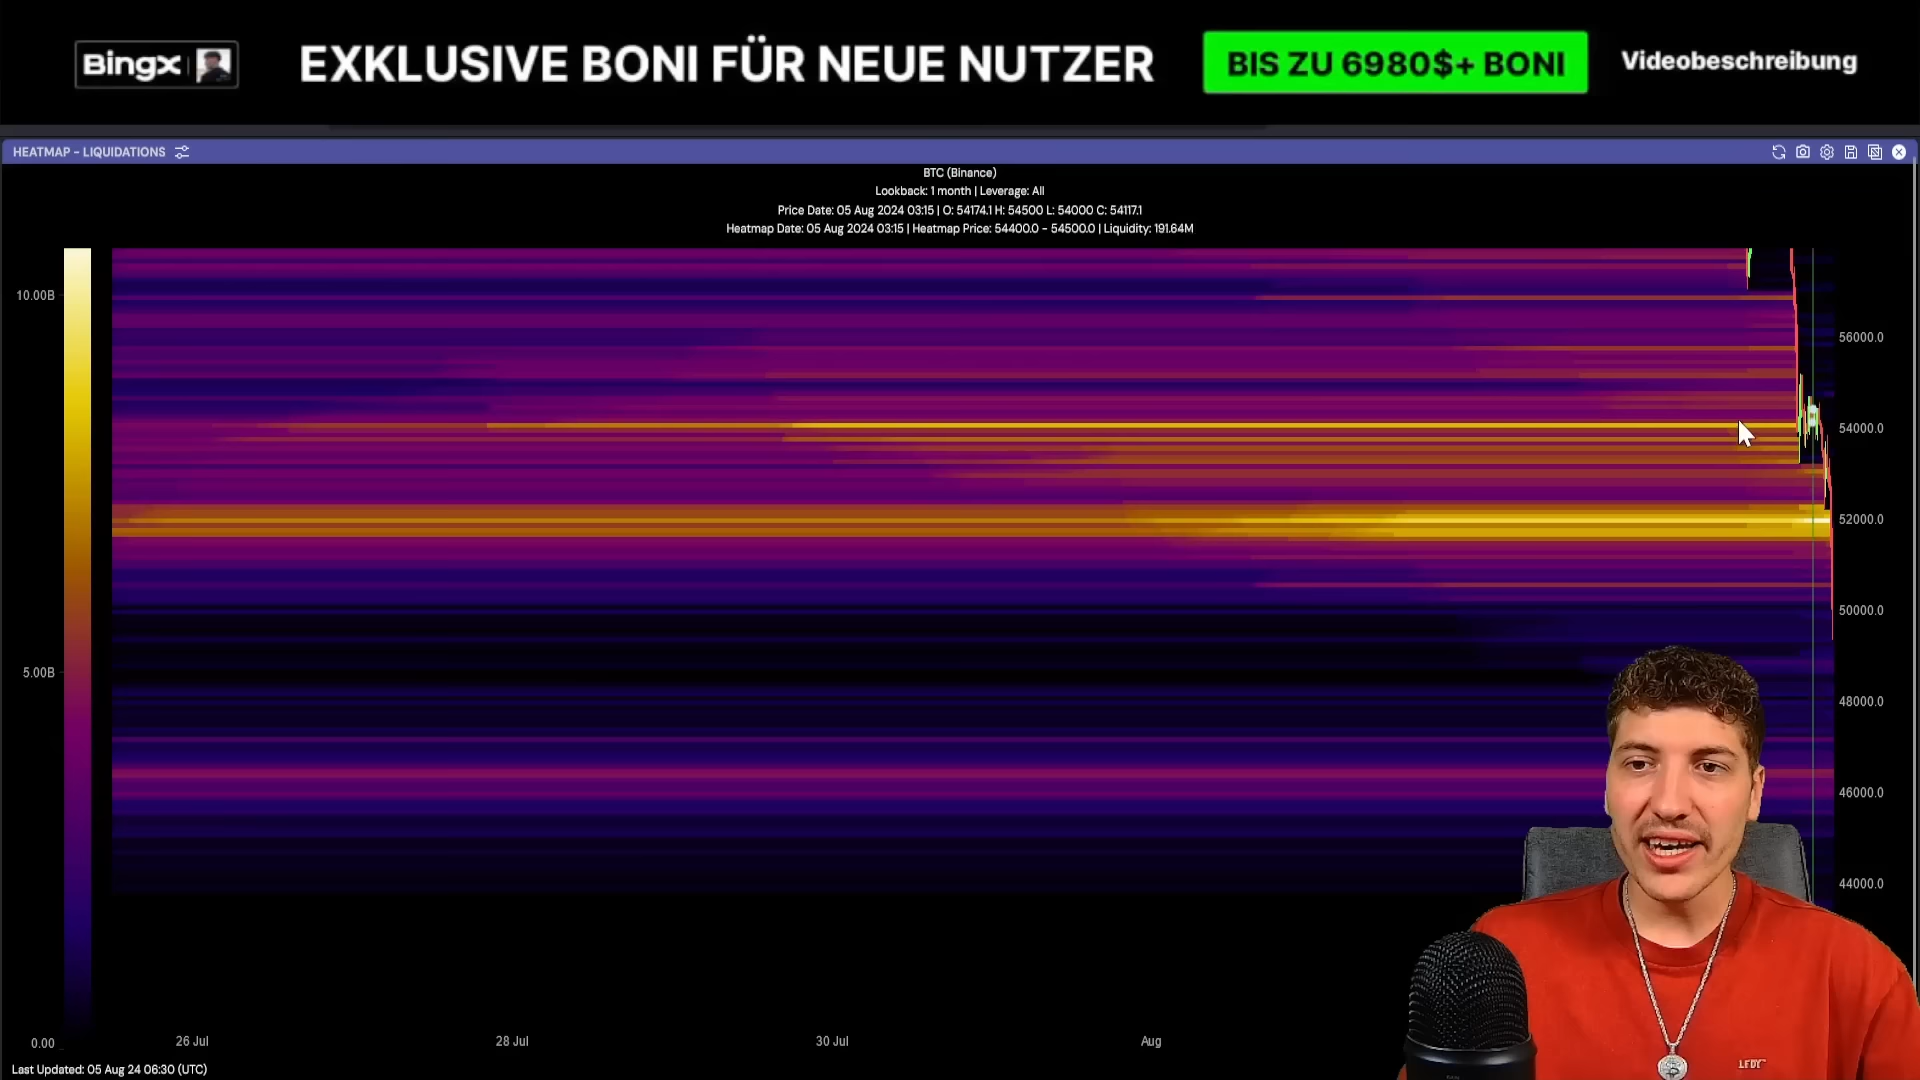 Bingx
EXKLUSIVE BONI FÜR NEUE NUTZER
BIS ZU 6980$+ BONI
Videobeschreibung
HEATMAP - LIQUIDATIONS
BTC (Binance)
Lookback: 1 month | Leverage: All
Price Date: 05 Aug 2024 03:15 | O: 54174.1 H: 54500 L: 54000 C: 54117.1
Heatmap Date: 05 Aug 2024 03:15 | Heatmap Price: 54400.0 - 54500.0 | Liquidity: 191.64M
10.00B
5.00B
0.00
56000.0
54000.0
52000.0
50000.0
48000.0
46000.0
44000.0
26 Jul
28 Jul
30 Jul
Aug
Last Updated: 05 Aug 24 06:30 (UTC)